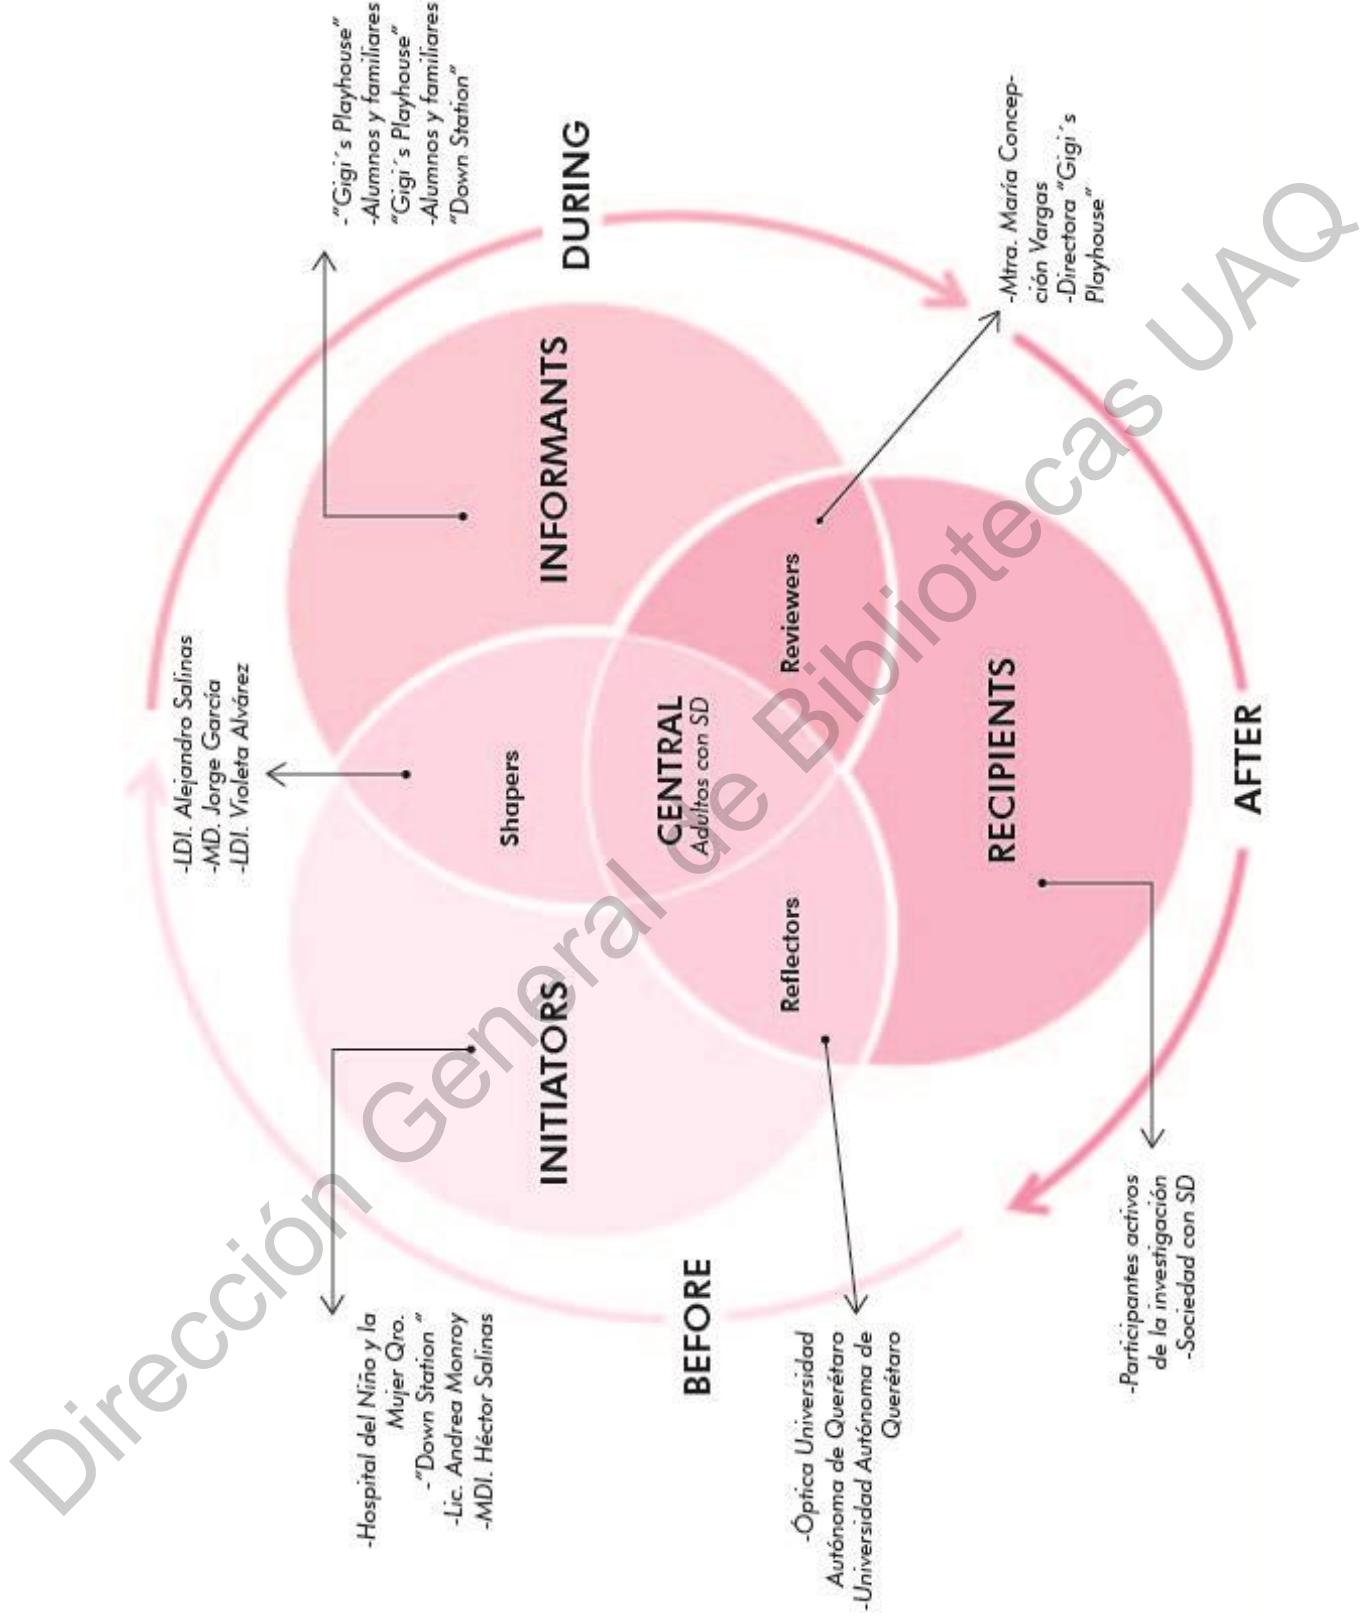 -LDI. Alejandro Salinas
-MD. Jorge García
-LDI. Violeta Alvárez
-Hospital del Niño y la
Mujer Qro.
-"Down Station "
-Lic. Andrea Monroy
-MDI. Héctor Salinas
-"Gigi´s Playhouse"
-Alumnos y familiares
"Gigi´s Playhouse"
-Alumnos y familiares
"Down Station"
BEFORE
DURING
INITIATORS
Shapers
INFORMANTS
CENTRAL
Adultos con SD
Reflectors
Reviewers
-Óptica Universidad
Autónoma de Querétaro
-Universidad Autónoma de
Querétaro
RECIPIENTS
-Mtra. María Concep-
ción Vargas
-Directora "Gigi´s
Playhouse"
-Participantes activos
de la investigación
-Sociedad con SD
AFTER
Dirección General de Bibliotecas UAQ